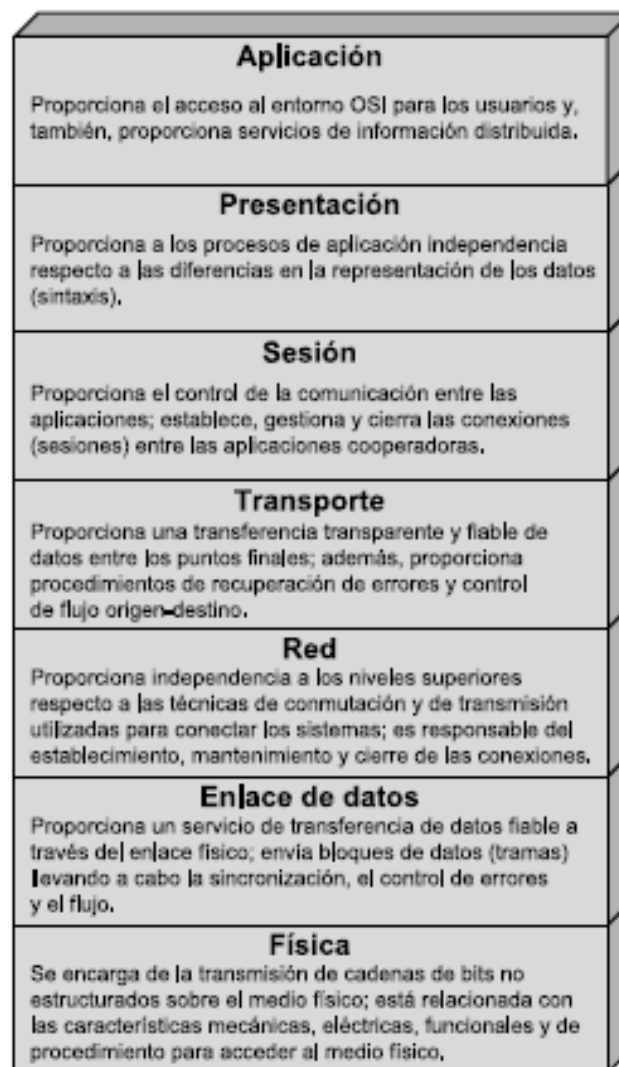 Aplicación
Proporciona el acceso al entorno OSI para los usuarios y,
también, proporciona servicios de información distribuida.
Presentación
Proporciona a los procesos de aplicación independencia
respecto a las diferencias en la representación de los datos
(sintaxis).
Sesión
Proporciona el control de la comunicación entre las
aplicaciones; establece, gestiona y cierra las conexiones
(sesiones) entre las aplicaciones cooperadoras.
Transporte
Proporciona una transferencia transparente y fiable de
datos entre los puntos finales; además, proporciona
procedimientos de recuperación de errores y control
de flujo origen-destino.
Red
Proporciona independencia a los niveles superiores
respecto a las técnicas de conmutación y de transmisión
utilizadas para conectar los sistemas; es responsable del
establecimiento, mantenimiento y cierre de las conexiones.
Enlace de datos
Proporciona un servicio de transferencia de datos fiable a
través del enlace físico; envía bloques de datos (tramas)
llevando a cabo la sincronización, el control de errores
y el flujo.
Física
Se encarga de la transmisión de cadenas de bits no
estructurados sobre el medio físico; está relacionada con
las características mecánicas, eléctricas, funcionales y de
procedimiento para acceder al medio físico.